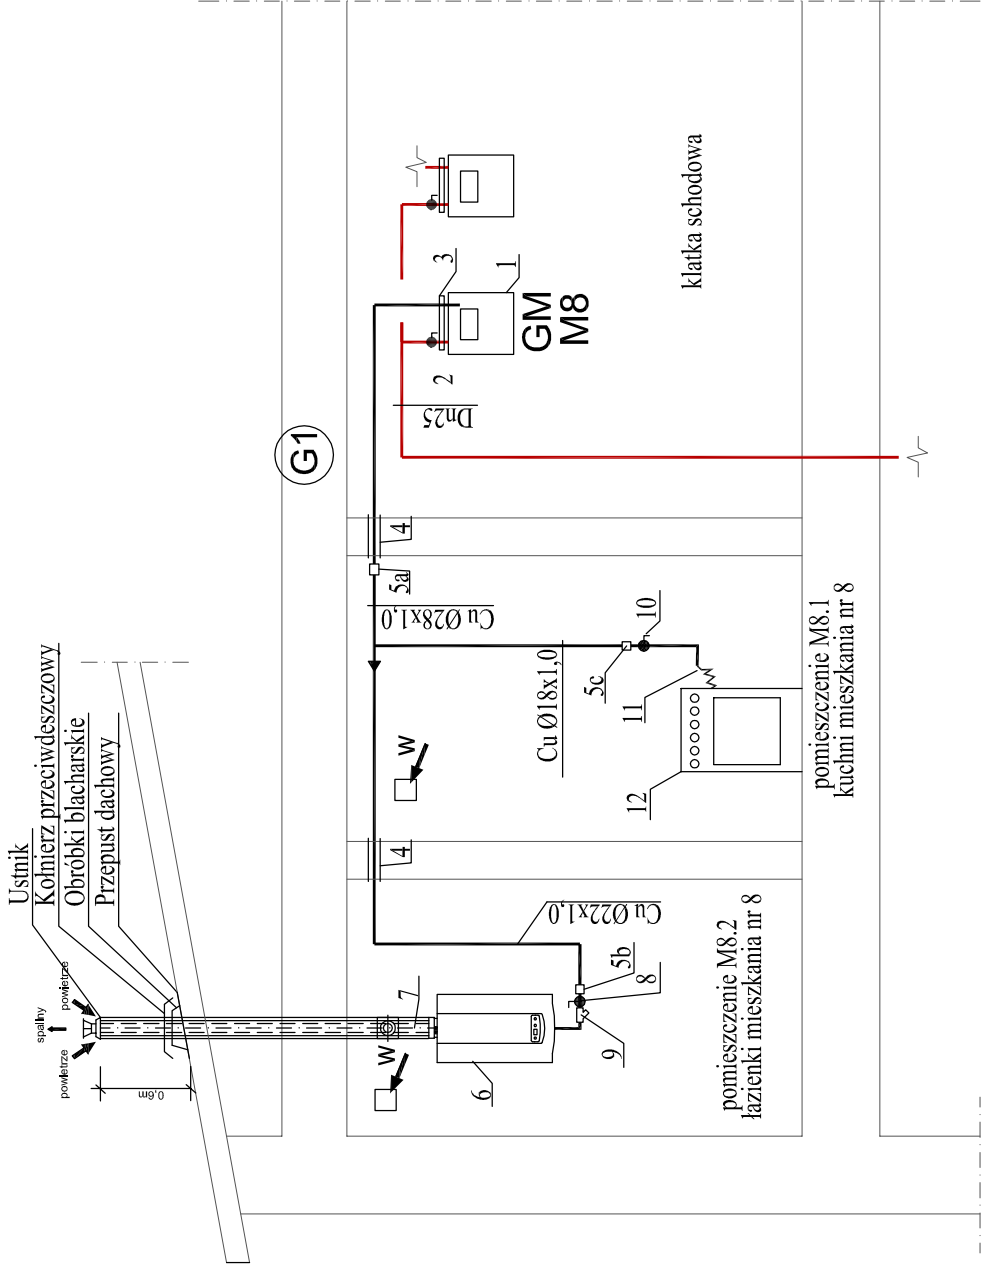 Ustnik
Kołnierz przeciwdeszczowy
Obróbki blacharskie
Przepust dachowy
spaliny
powietrze
powietrze
0,6m
G1
GM
M8
1
2
3
Dn25
klatka schodowa
4
5a
Cu Ø28x1,0
Cu Ø18x1,0
5c
10
11
12
W
pomieszczenie M8.1
kuchni mieszkania nr 8
4
Cu Ø22x1,0
5b
8
9
7
W
6
pomieszczenie M8.2
łazienki mieszkania nr 8